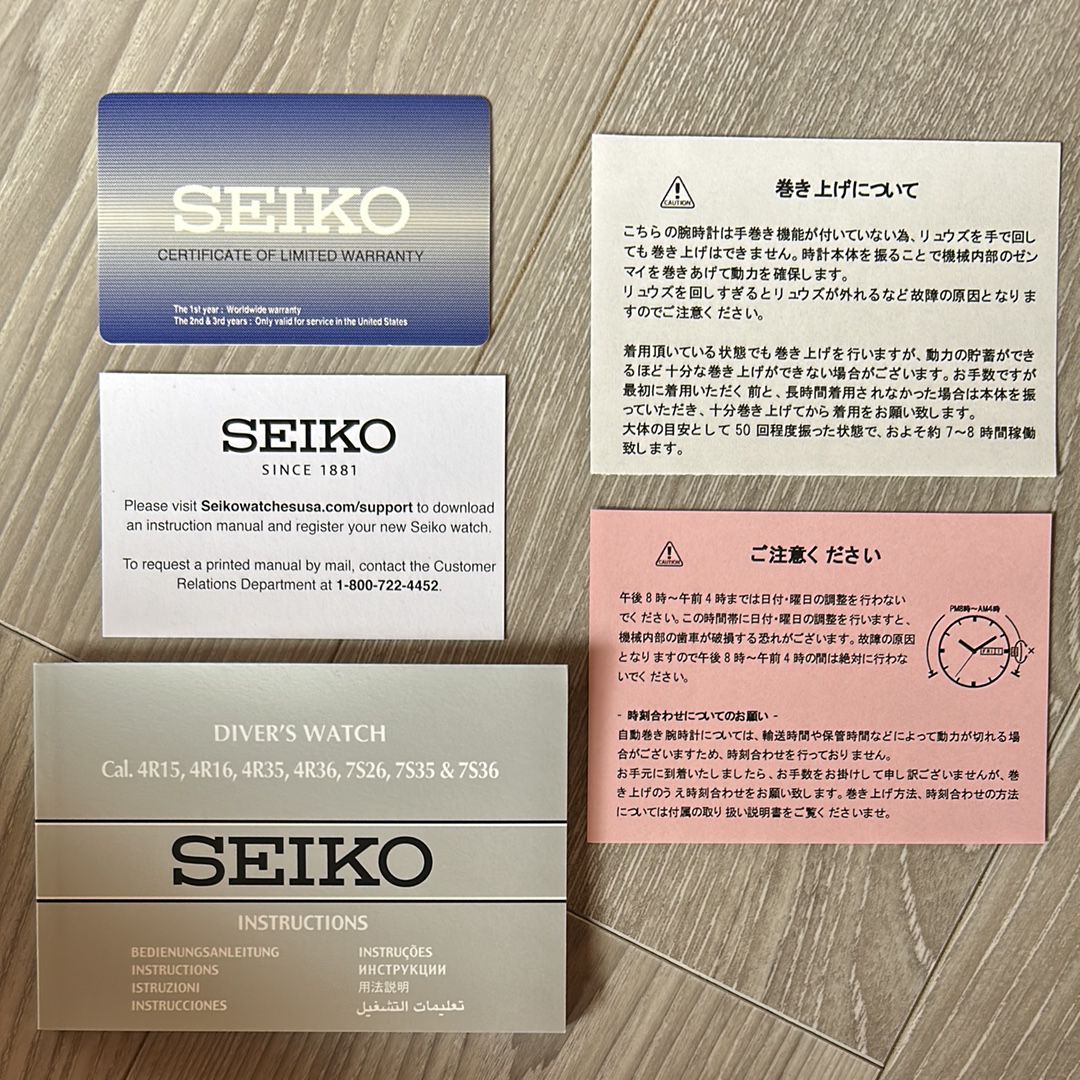 SEIKO
CERTIFICATE OF LIMITED WARRANTY
The 1st year : Worldwide warranty
The 2nd & 3rd years : Only valid for service in the United States
SEIKO
SINCE 1881
Please visit Seikowatchesusa.com/support to download
an instruction manual and register your new Seiko watch.
To request a printed manual by mail, contact the Customer
Relations Department at 1-800-722-4452.
DIVER'S WATCH
Cal. 4R15, 4R16, 4R35, 4R36, 7S26, 7S35 & 7S36
SEIKO
INSTRUCTIONS
BEDIENUNGSANLEITUNG
INSTRUCTIONS
ISTRUZIONI
INSTRUCCIONES
INSTRUÇÕES
ИНСТРУКЦИИ
用法説明
تعليمات التشغيل
CAUTION
巻き上げについて
こちらの腕時計は手巻き機能が付いていない為、リュウズを手で回し
ても巻き上げはできません。時計本体を振ることで機械内部のゼン
マイを巻きあげて動力を確保します。
リュウズを回しすぎるとリュウズが外れるなど故障の原因となりま
すのでご注意ください。
着用頂いている状態でも巻き上げを行いますが、動力の貯蓄ができ
るほど十分な巻き上げができない場合がございます。お手数ですが
最初に着用いただく前と、長時間着用されなかった場合は本体を振
っていただき、十分巻き上げてから着用をお願い致します。
大体の目安として50回程度振った状態で、およそ約7～8時間稼働
致します。
CAUTION
ご注意ください
午後8時～午前4時までは日付・曜日の調整を行わない
でください。この時間帯に日付・曜日の調整を行いますと、
機械内部の歯車が破損する恐れがございます。故障の原因
となりますので午後8時～午前4時の間は絶対に行わな
いでください。
PM8時～AM4時
- 時刻合わせについてのお願い -
自動巻き腕時計については、輸送時間や保管時間などによって動力が切れる場
合がございますため、時刻合わせを行っておりません。
お手元に到着いたしましたら、お手数をお掛けして申し訳ございませんが、巻
き上げのうえ時刻合わせをお願い致します。巻き上げ方法、時刻合わせの方法
については付属の取り扱い説明書をご覧くださいませ。